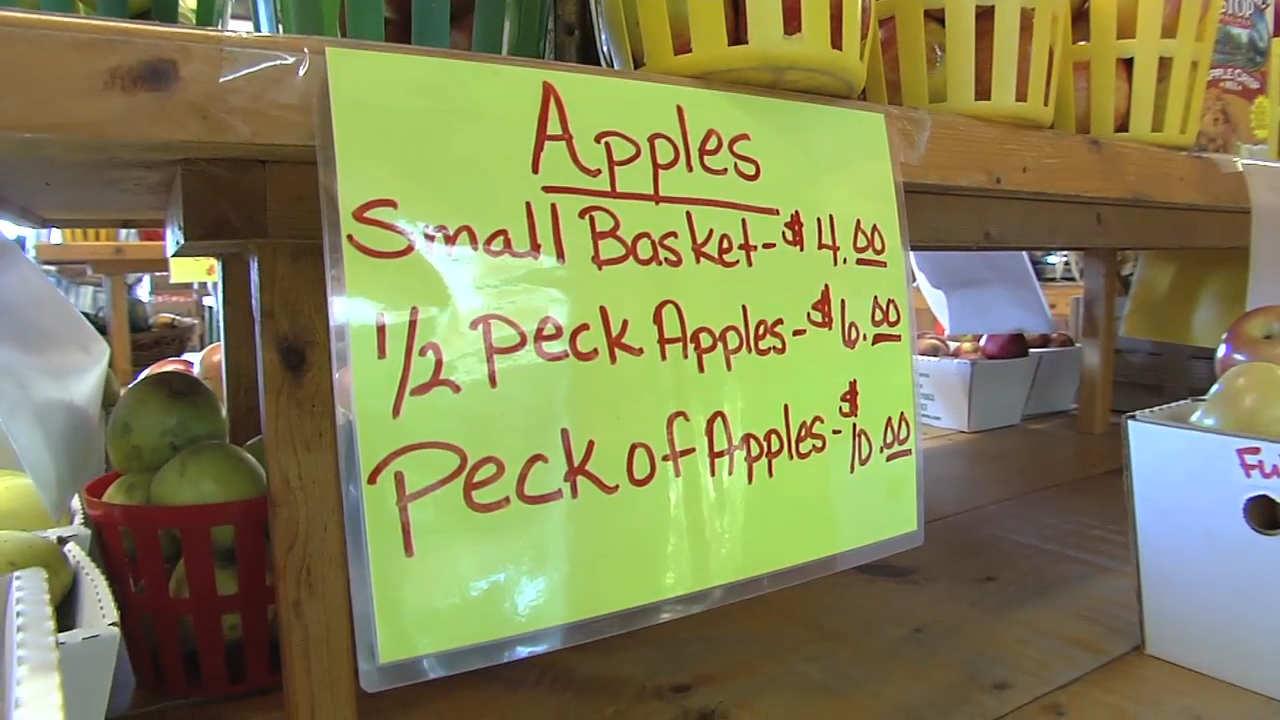 Apples
Small Basket - $4.00
1/2 Peck Apples - $6.00
Peck of Apples - $10.00